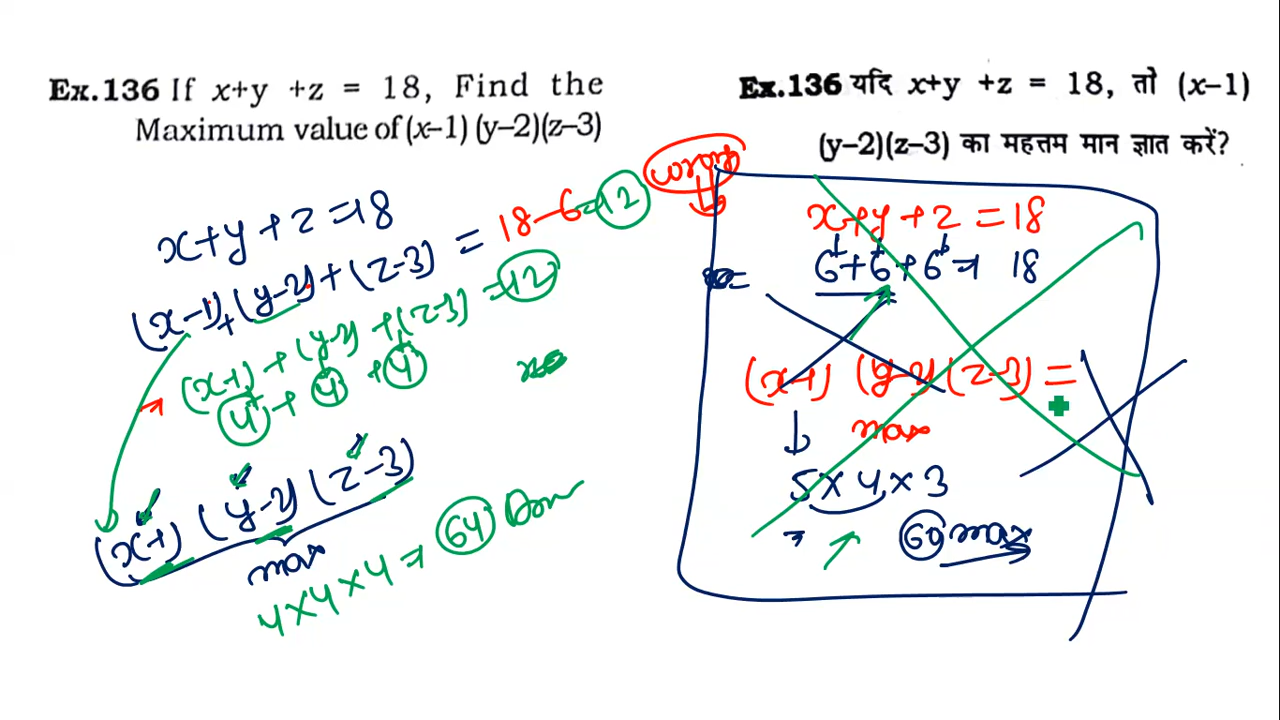 Ex.136 If x+y +z = 18, Find the
Maximum value of (x-1) (y-2)(z-3)
x+y+z=18
(x-1)+(y-2)+(z-3) = 18-6=12
(x-1)+(y-2)+(z-3)=12
4+4+4
(x-1) (y-2) (z-3)
max
4×4×4 = 64 Done
Ex.136 यदि x+y +z = 18, तो (x-1)
(y-2)(z-3) का महत्तम मान ज्ञात करें?
wrong
x+y+z=18
6+6+6= 18
(x-1) (y-2)(z-3) =
max
5×4×3
60 max